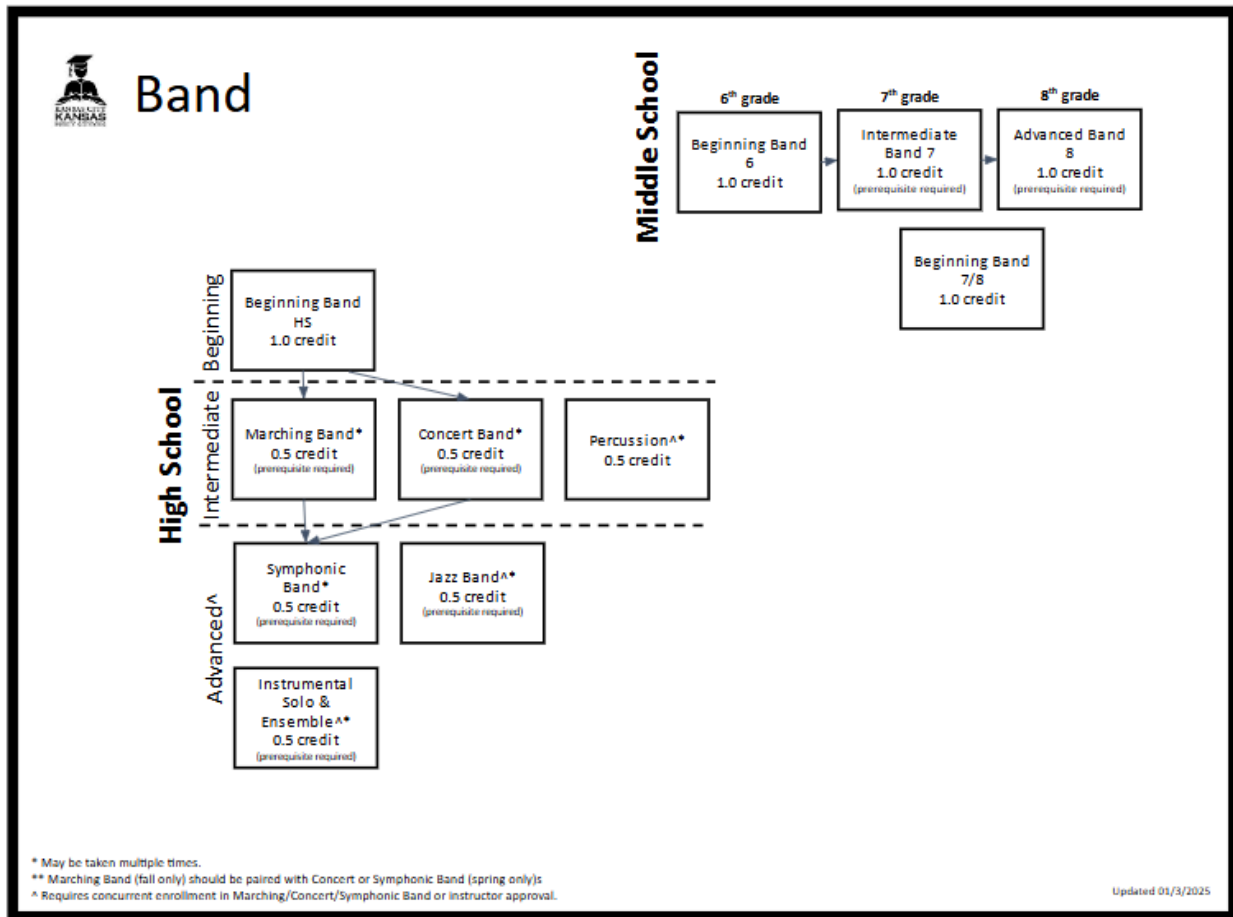 KANSAS CITY
KANSAS
PUBLIC SCHOOLS
Band
Middle School
6th grade
7th grade
8th grade
Beginning Band
6
1.0 credit
Intermediate
Band 7
1.0 credit
(prerequisite required)
Advanced Band
8
1.0 credit
(prerequisite required)
Beginning Band
7/8
1.0 credit
High School
Beginning
Beginning Band
HS
1.0 credit
Intermediate
Marching Band*
0.5 credit
(prerequisite required)
Concert Band*
0.5 credit
(prerequisite required)
Percussion^*
0.5 credit
Advanced^
Symphonic
Band*
0.5 credit
(prerequisite required)
Jazz Band^*
0.5 credit
(prerequisite required)
Instrumental
Solo &
Ensemble^*
0.5 credit
(prerequisite required)
* May be taken multiple times.
** Marching Band (fall only) should be paired with Concert or Symphonic Band (spring only)s
^ Requires concurrent enrollment in Marching/Concert/Symphonic Band or instructor approval.
Updated 01/3/2025